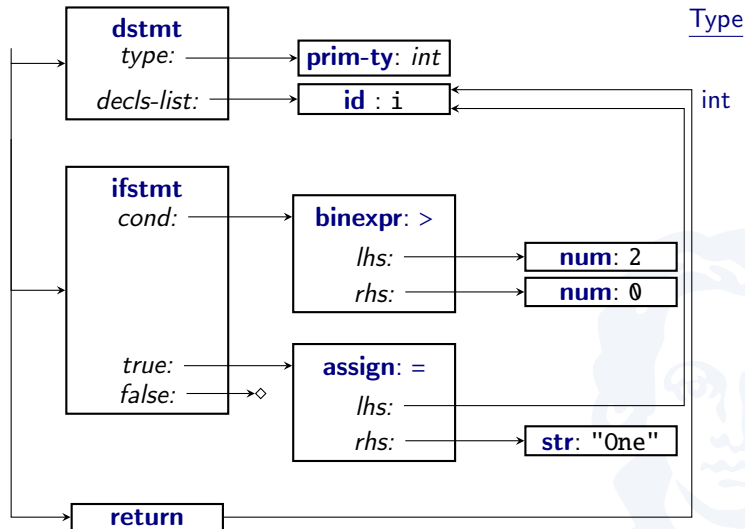 dstmt
Type
type:
prim-ty: int
decls-list:
id : i
int
ifstmt
cond:
binexpr: >
lhs:
num: 2
rhs:
num: 0
true:
assign: =
false:
lhs:
rhs:
str: "One"
return